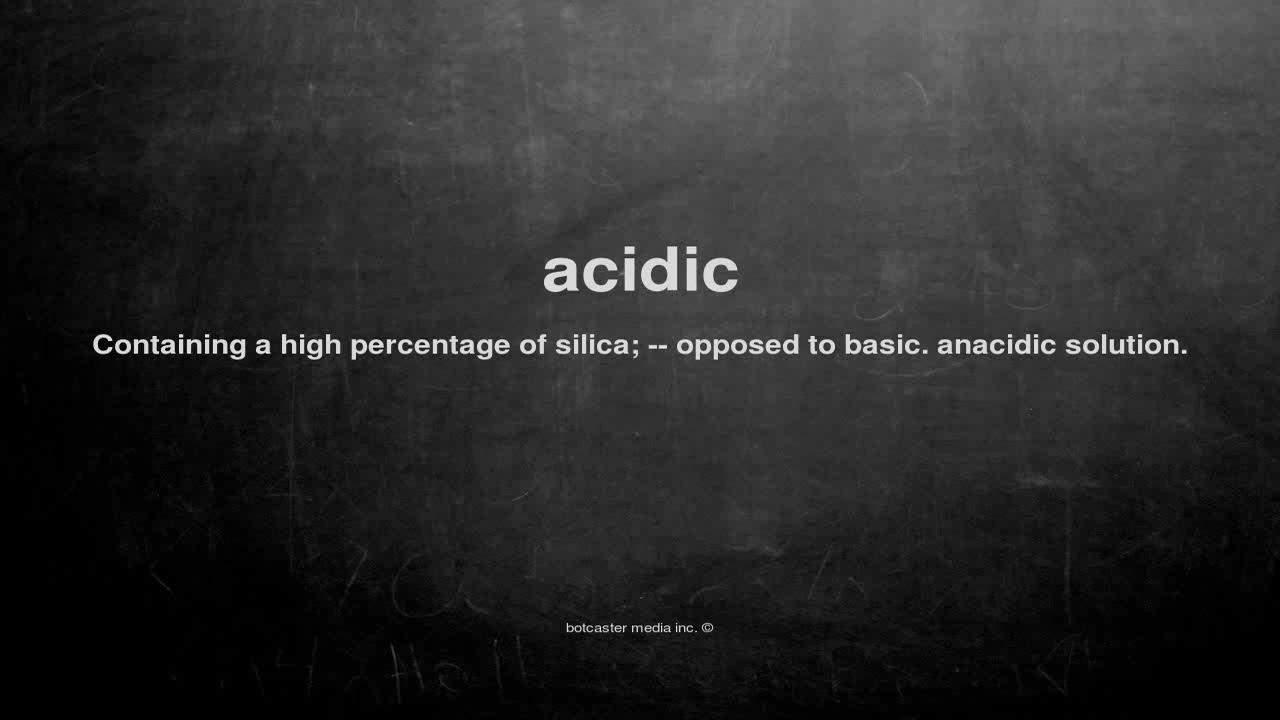 acidic
Containing a high percentage of silica; -- opposed to basic. anacidic solution.
botcaster media inc. ©